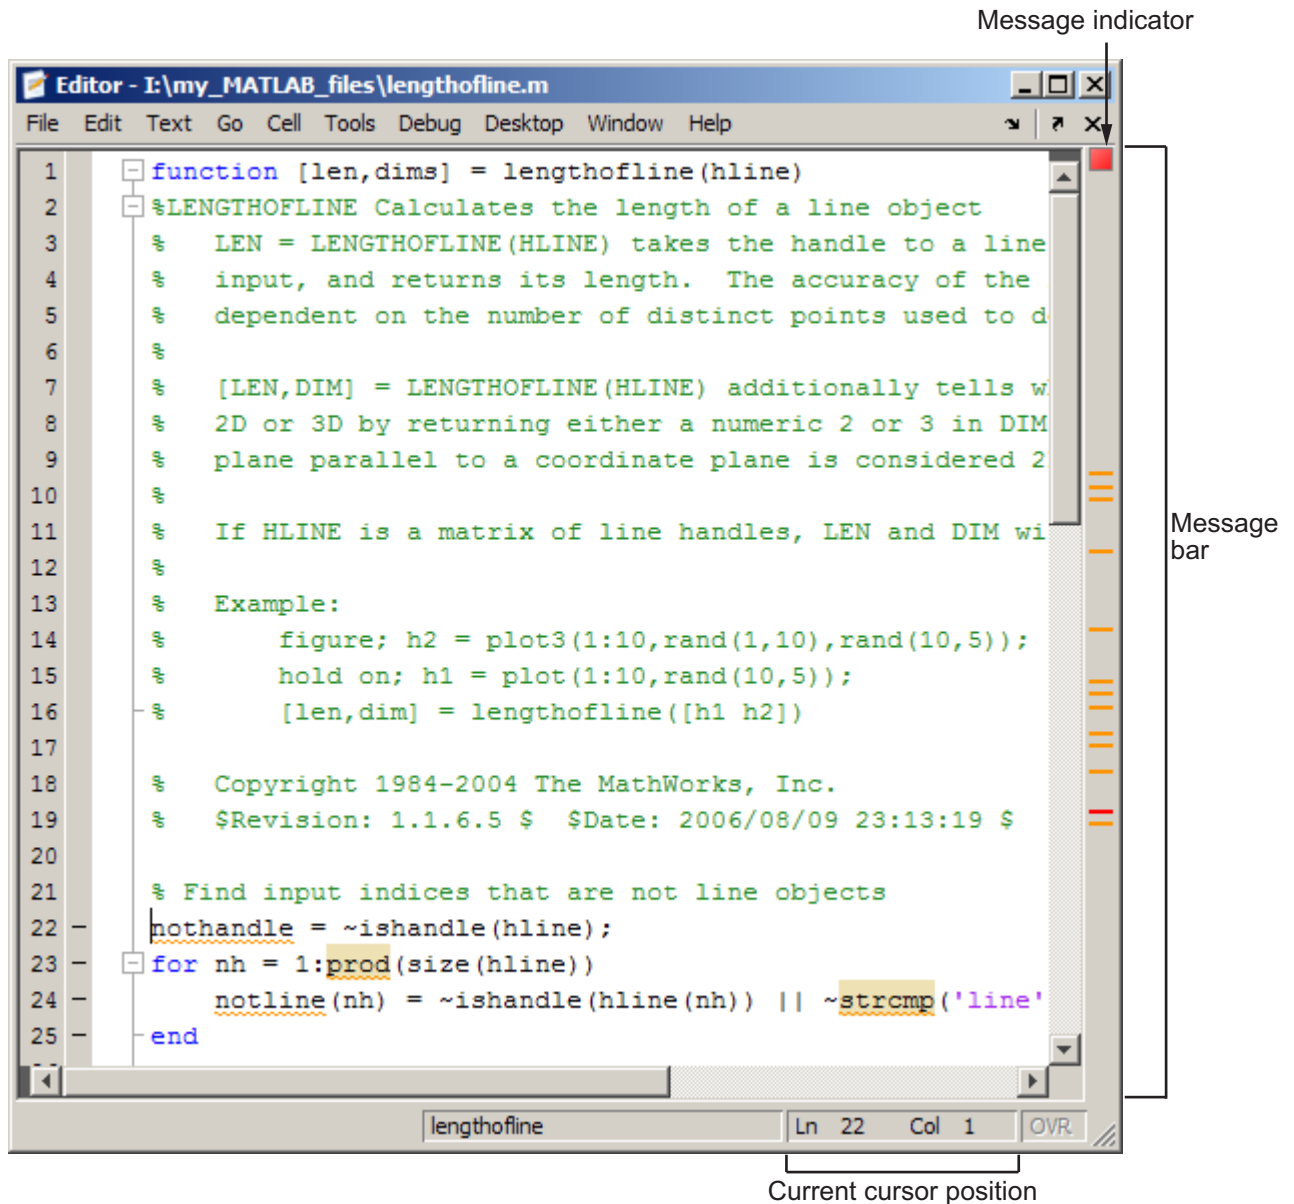 Message indicator
Editor - I:\my_MATLAB_files\lengthofline.m
File Edit Text Go Cell Tools Debug Desktop Window Help
1 function [len,dims] = lengthofline(hline)
2 %LENGTHOFLINE Calculates the length of a line object
3 %   LEN = LENGTHOFLINE(HLINE) takes the handle to a line
4 %   input, and returns its length.  The accuracy of the
5 %   dependent on the number of distinct points used to d
6 %
7 %   [LEN,DIM] = LENGTHOFLINE(HLINE) additionally tells w
8 %   2D or 3D by returning either a numeric 2 or 3 in DIM
9 %   plane parallel to a coordinate plane is considered 2
10 %
11 %   If HLINE is a matrix of line handles, LEN and DIM wi
12 %
13 %   Example:
14 %       figure; h2 = plot3(1:10,rand(1,10),rand(10,5));
15 %       hold on; h1 = plot(1:10,rand(10,5));
16 %       [len,dim] = lengthofline([h1 h2])
17
18 %   Copyright 1984-2004 The MathWorks, Inc.
19 %   $Revision: 1.1.6.5 $  $Date: 2006/08/09 23:13:19 $
20
21 % Find input indices that are not line objects
22 – nothandle = ~ishandle(hline);
23 – for nh = 1:prod(size(hline))
24 –     notline(nh) = ~ishandle(hline(nh)) || ~strcmp('line'
25 – end
Message
bar
lengthofline Ln 22 Col 1 OVR
Current cursor position